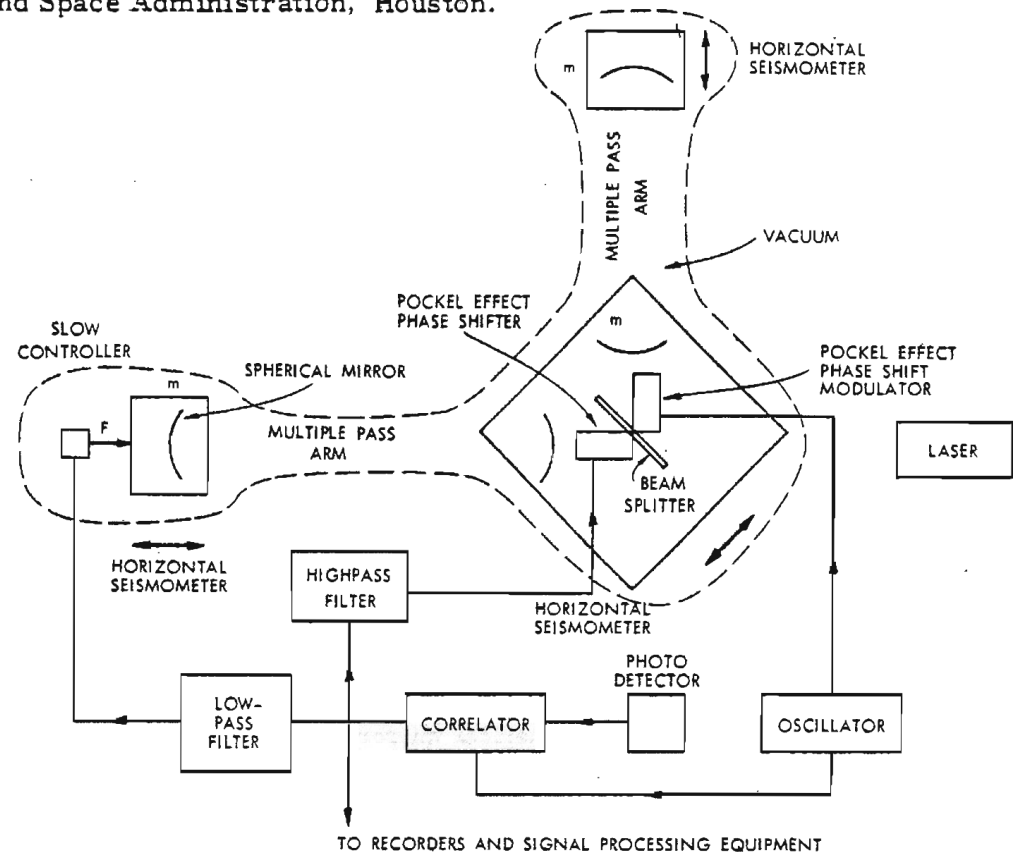 nd Space Administration, Houston.
m
HORIZONTAL
SEISMOMETER
MULTIPLE PASS
ARM
VACUUM
POCKEL EFFECT
PHASE SHIFTER
m
SLOW
CONTROLLER
m
SPHERICAL MIRROR
POCKEL EFFECT
PHASE SHIFT
MODULATOR
F
MULTIPLE PASS
ARM
LASER
BEAM
SPLITTER
HORIZONTAL
SEISMOMETER
HIGHPASS
FILTER
HORIZONTAL
SEISMOMETER
PHOTO
DETECTOR
LOW-
PASS
FILTER
CORRELATOR
OSCILLATOR
TO RECORDERS AND SIGNAL PROCESSING EQUIPMENT